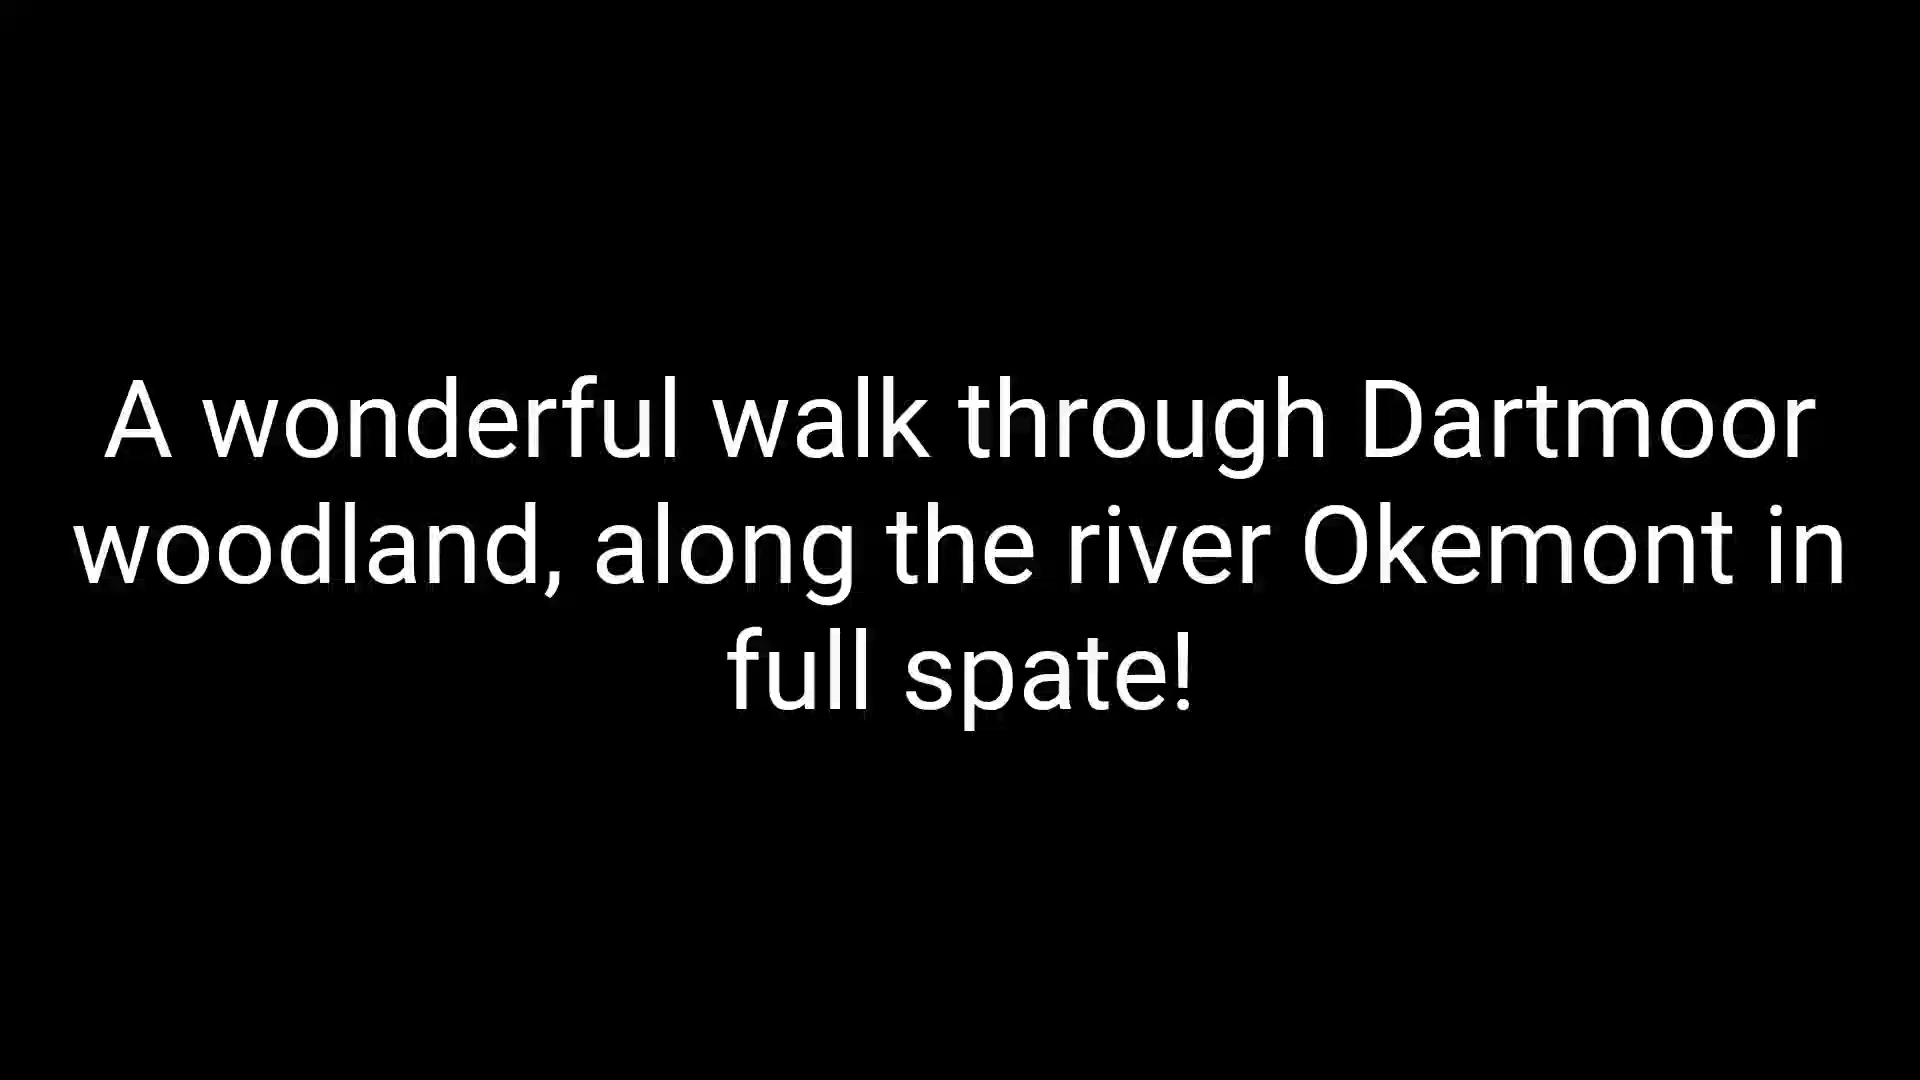 A wonderful walk through Dartmoor
woodland, along the river Okemont in
full spate!